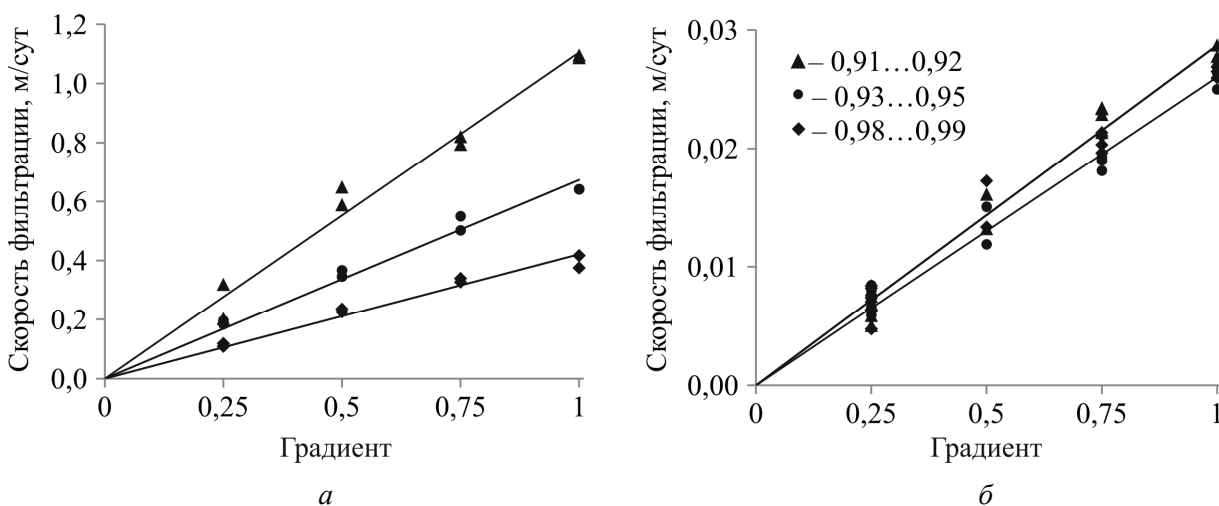 Скорость фильтрации, м/сут
1,2
1,0
0,8
0,6
0,4
0,2
0,0
0 0,25 0,5 0,75 1
Градиент
а
Скорость фильтрации, м/сут
0,03
0,02
0,01
0,00
– 0,91…0,92
– 0,93…0,95
– 0,98…0,99
0 0,25 0,5 0,75 1
Градиент
б